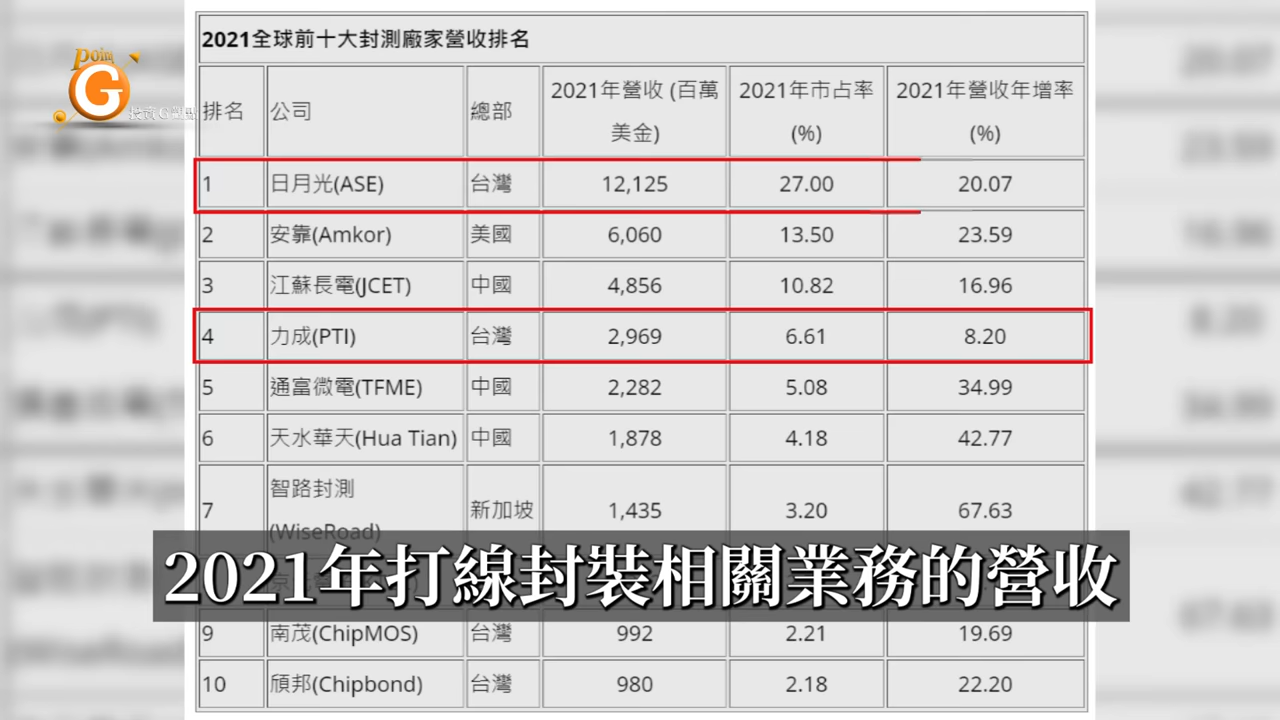 2021全球前十大封測廠家營收排名
Point
G
投資G觀點
排名 公司 總部 2021年營收 (百萬美金) 2021年市占率 (%) 2021年營收年增率 (%)
1 日月光(ASE) 台灣 12,125 27.00 20.07
2 安靠(Amkor) 美國 6,060 13.50 23.59
3 江蘇長電(JCET) 中國 4,856 10.82 16.96
4 力成(PTI) 台灣 2,969 6.61 8.20
5 通富微電(TFME) 中國 2,282 5.08 34.99
6 天水華天(Hua Tian) 中國 1,878 4.18 42.77
7 智路封測(WiseRoad) 新加坡 1,435 3.20 67.63
2021年打線封裝相關業務的營收
9 南茂(ChipMOS) 台灣 992 2.21 19.69
10 頎邦(Chipbond) 台灣 980 2.18 22.20